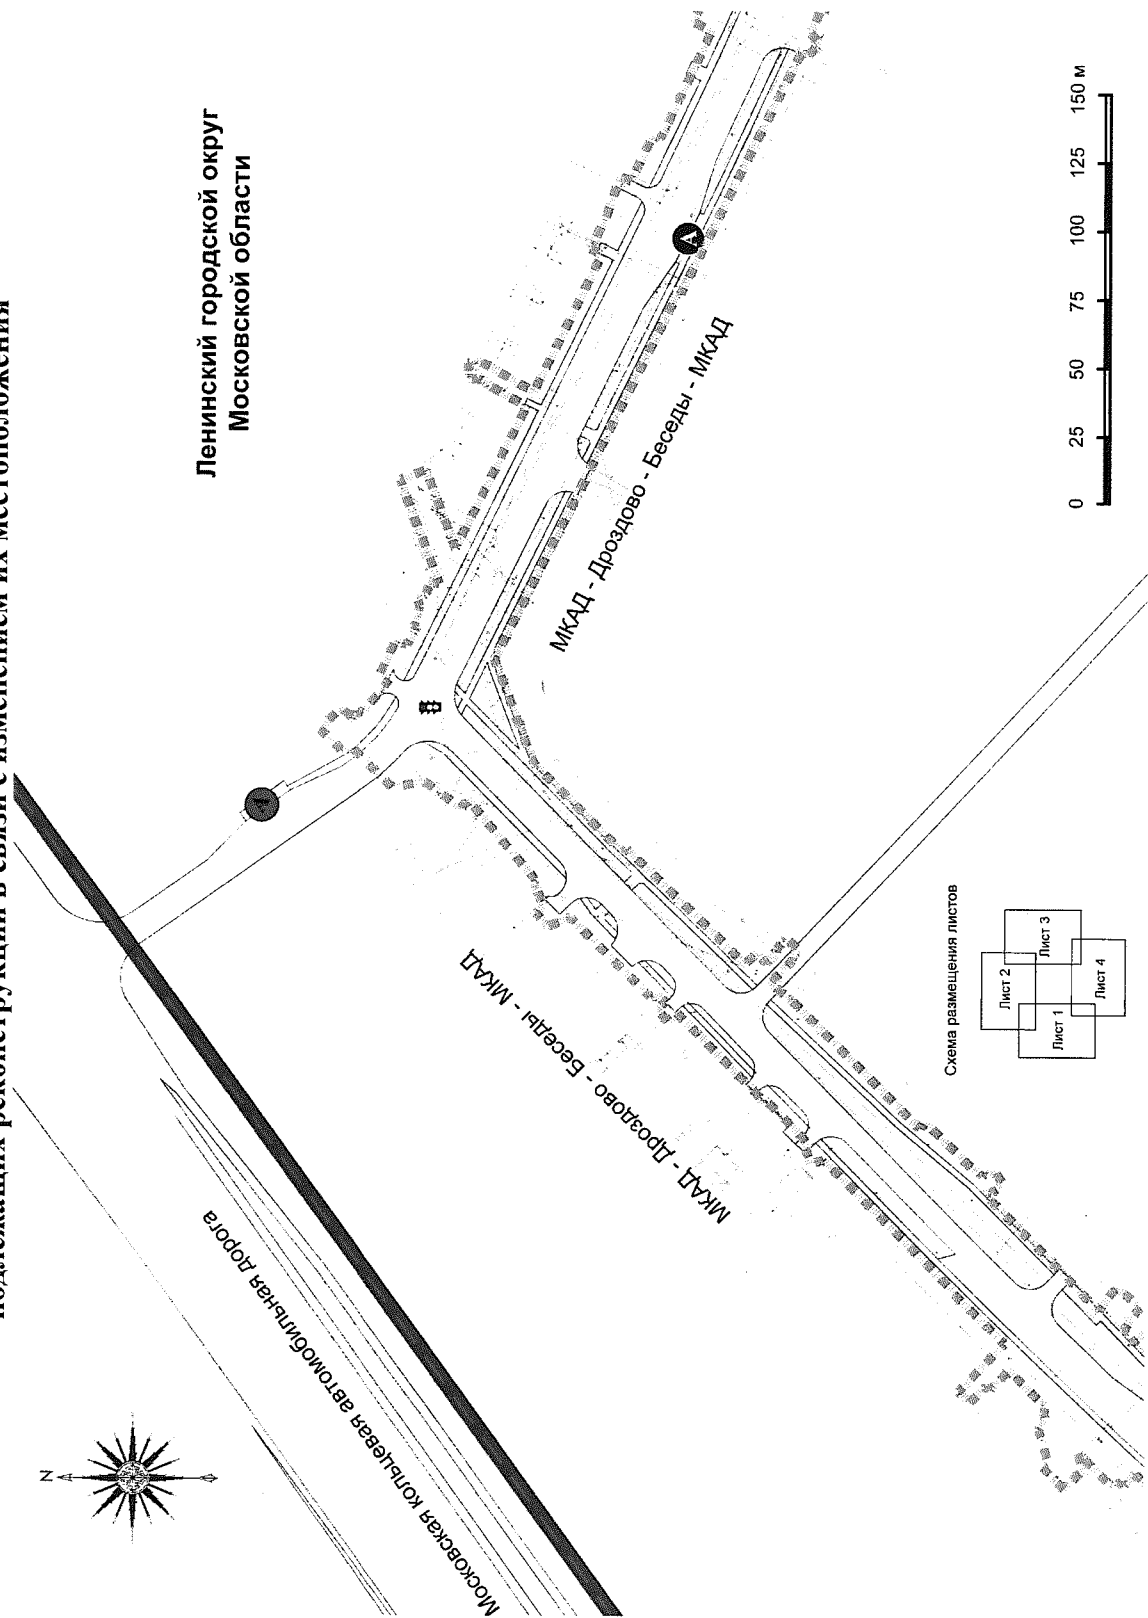 подлежащих реконструкции в связи с изменением их местоположения
N
Ленинский городской округ
Московской области
Московская кольцевая автомобильная дорога
А
МКАД - Дроздово - Беседы - МКАД
А
МКАД - Дроздово - Беседы - МКАД
Схема размещения листов
Лист 1
Лист 2
Лист 3
Лист 4
0 25 50 75 100 125 150 м